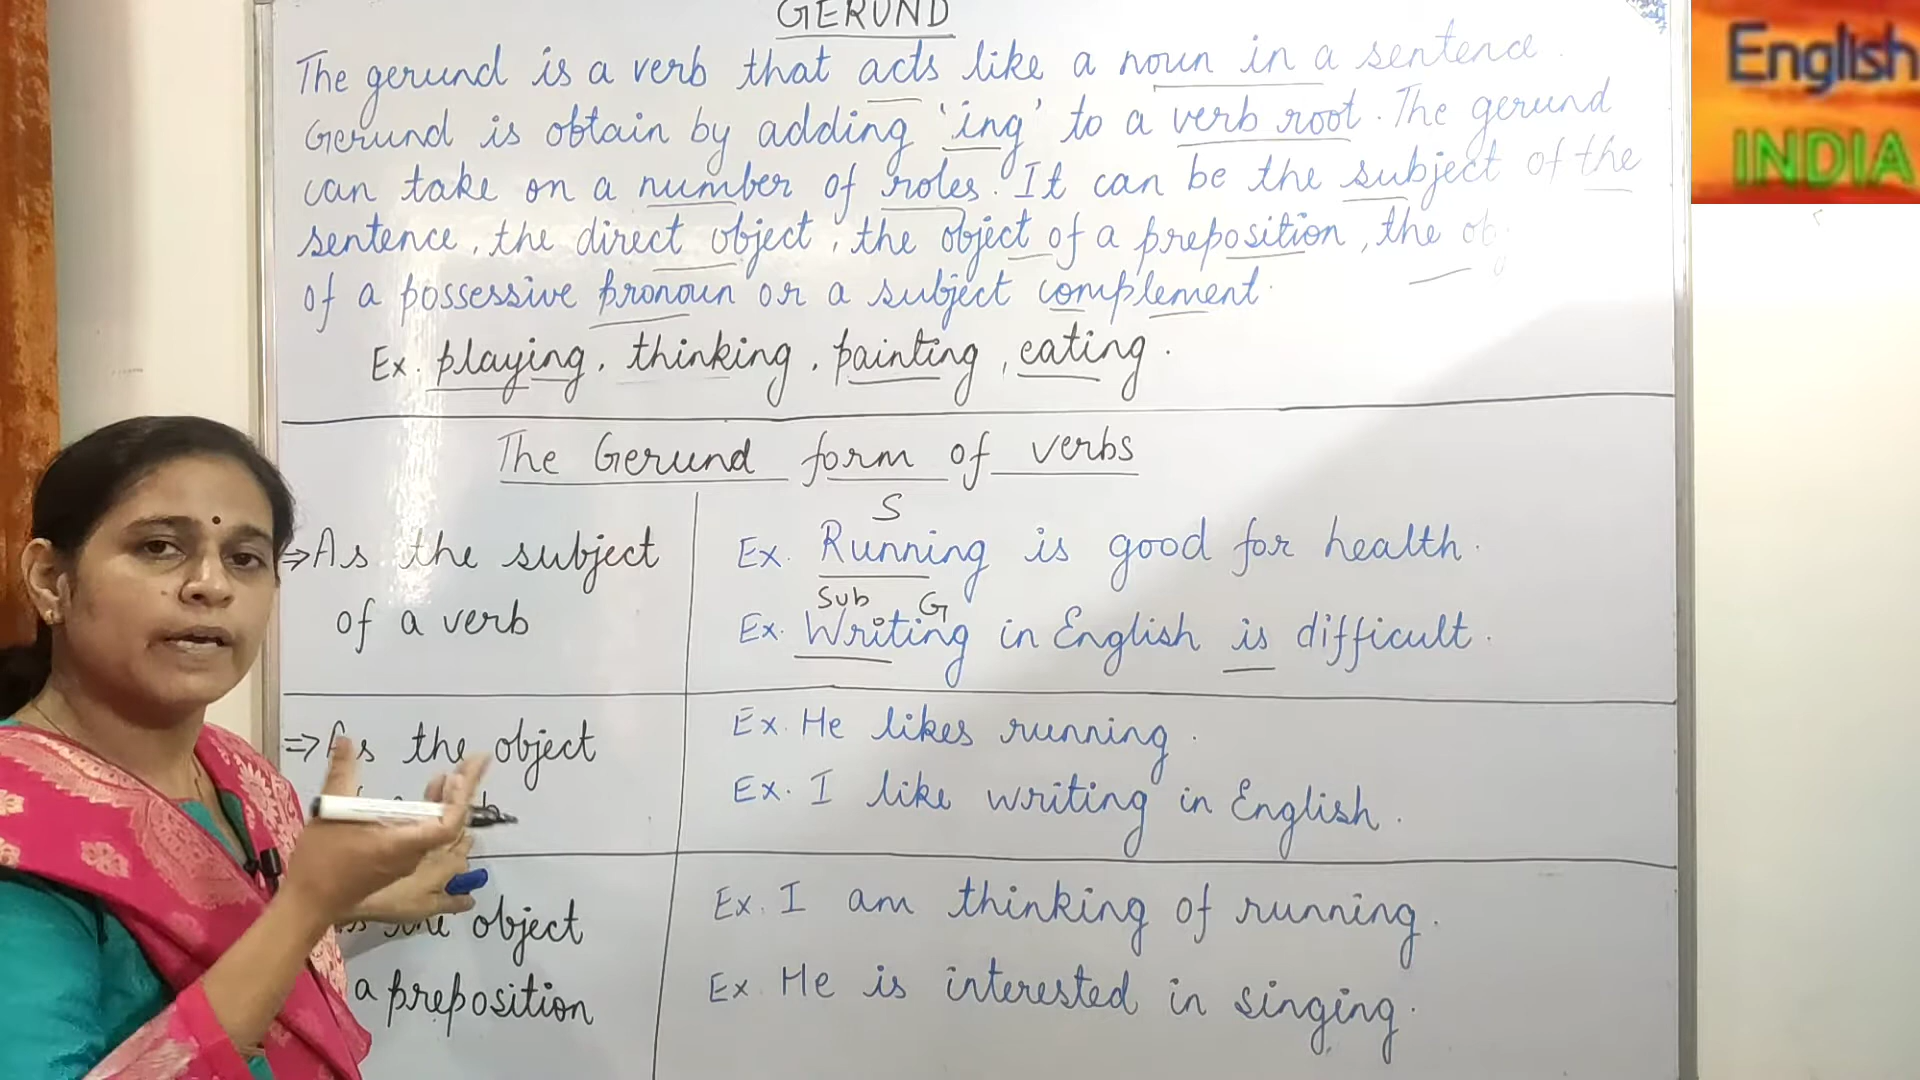 GERUND
The gerund is a verb that acts like a noun in a sentence.
Gerund is obtain by adding 'ing' to a verb root. The gerund
can take on a number of roles. It can be the subject of the
sentence, the direct object, the object of a preposition, the
of a possessive pronoun or a subject complement.
Ex. playing, thinking, painting, eating.
The Gerund form of verbs
⇒ As the subject
of a verb
S
Ex. Running is good for health.
Sub G
Ex. Writing in English is difficult.
⇒ As the object
Ex. He likes running.
Ex. I like writing in English.
the object
a preposition
Ex. I am thinking of running.
Ex. He is interested in singing.
English
INDIA